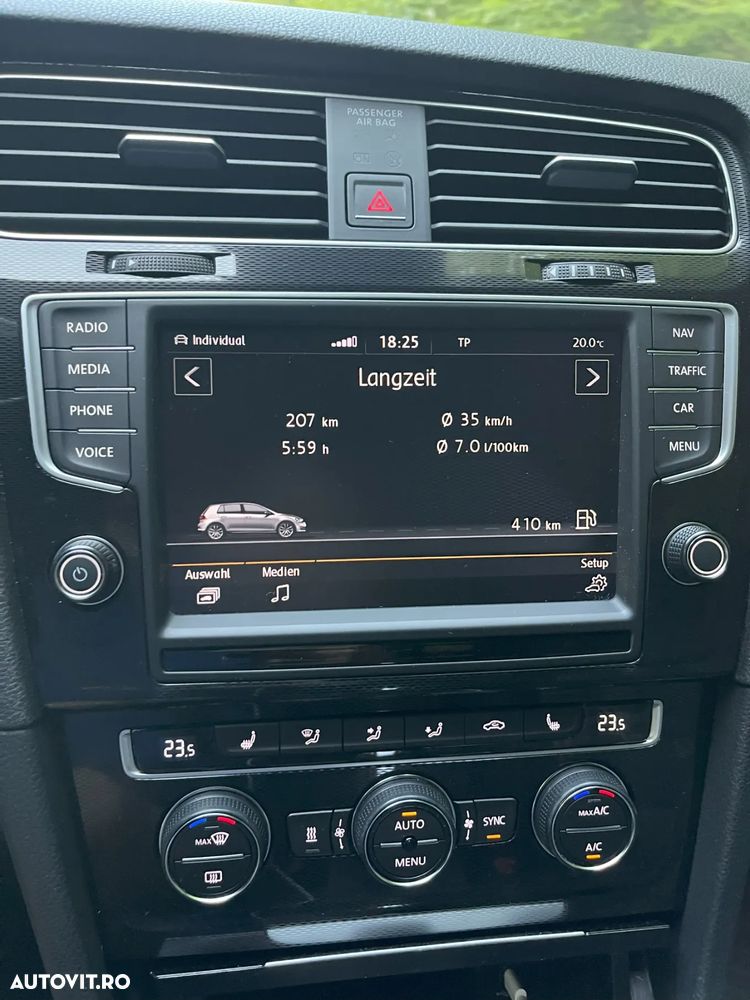 PASSENGER
AIR BAG
ON
RADIO
MEDIA
PHONE
VOICE
Individual 18:25 TP 20.0°C
Langzeit
207 km Ø 35 km/h
5:59 h Ø 7.0 l/100km
410 km
Auswahl Medien Setup
NAV
TRAFFIC
CAR
MENU
23.5 23.5
MAX
AUTO
MENU
SYNC
MAX A/C
A/C
AUTOVIT.RO